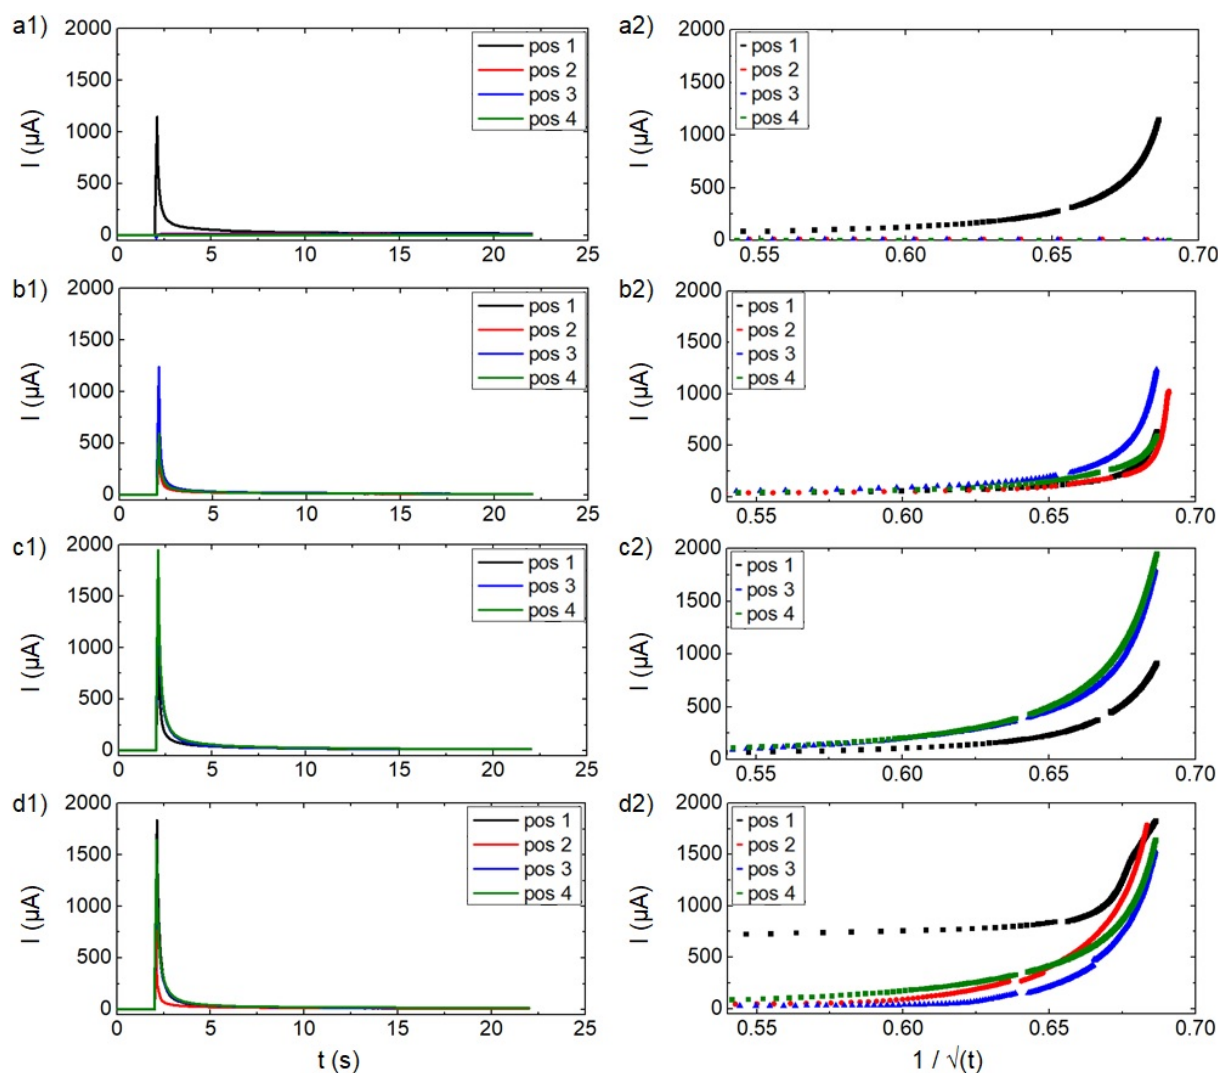 a1)
2000
1500
1000
500
0
I (µA)
pos 1
pos 2
pos 3
pos 4
0 5 10 15 20 25
a2)
2000
1500
1000
500
0
I (µA)
pos 1
pos 2
pos 3
pos 4
0.55 0.60 0.65 0.70
b1)
2000
1500
1000
500
0
I (µA)
pos 1
pos 2
pos 3
pos 4
0 5 10 15 20 25
b2)
2000
1500
1000
500
0
I (µA)
pos 1
pos 2
pos 3
pos 4
0.55 0.60 0.65 0.70
c1)
2000
1500
1000
500
0
I (µA)
pos 1
pos 3
pos 4
0 5 10 15 20 25
c2)
2000
1500
1000
500
0
I (µA)
pos 1
pos 3
pos 4
0.55 0.60 0.65 0.70
d1)
2000
1500
1000
500
0
I (µA)
pos 1
pos 2
pos 3
pos 4
0 5 10 15 20 25
t (s)
d2)
2000
1500
1000
500
0
I (µA)
pos 1
pos 2
pos 3
pos 4
0.55 0.60 0.65 0.70
1 / √(t)